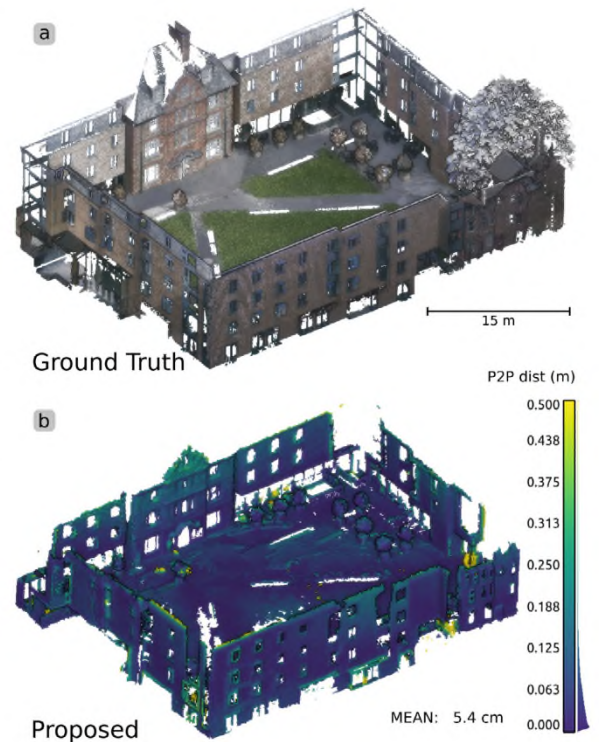 a
15 m
Ground Truth
P2P dist (m)
b
0.500
0.438
0.375
0.313
0.250
0.188
0.125
0.063
0.000
MEAN: 5.4 cm
Proposed